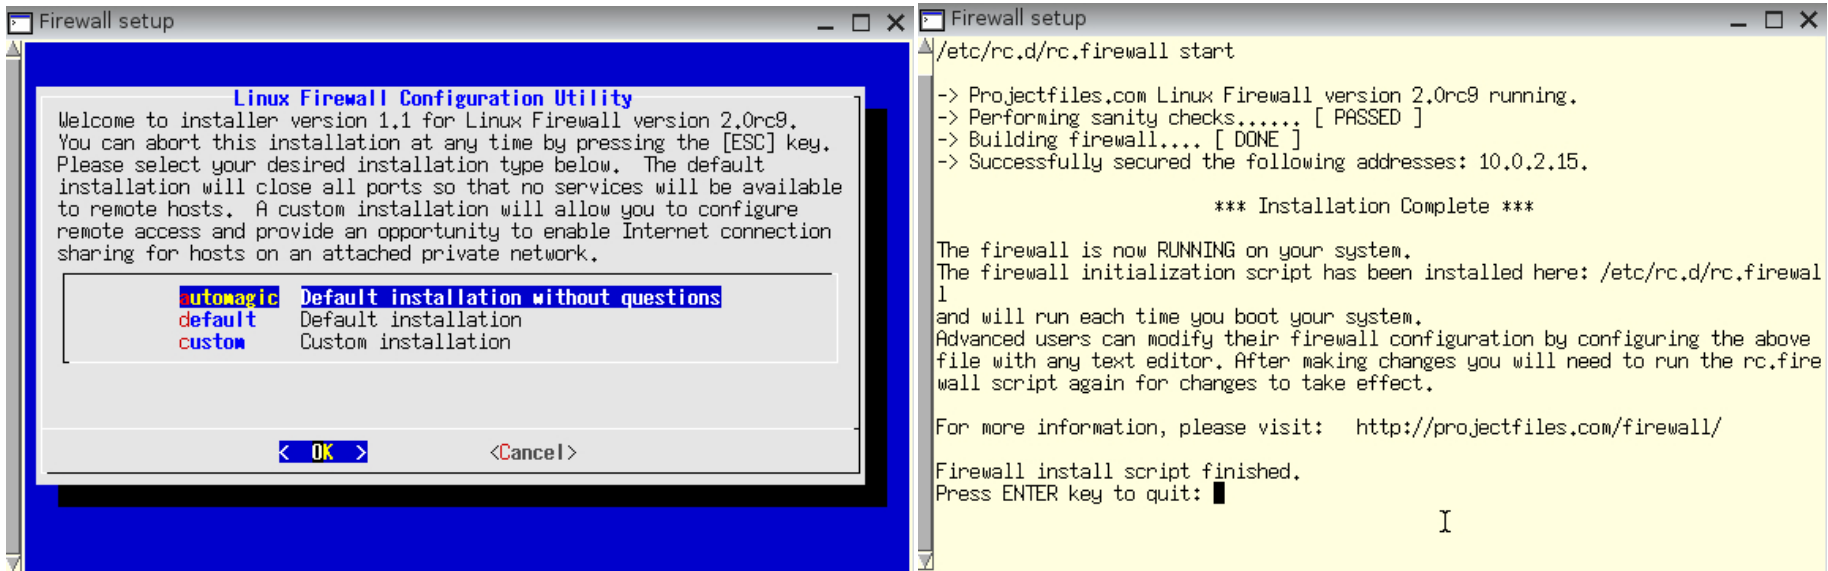 Firewall setup
Linux Firewall Configuration Utility
Welcome to installer version 1.1 for Linux Firewall version 2.0rc9.
You can abort this installation at any time by pressing the [ESC] key.
Please select your desired installation type below.  The default
installation will close all ports so that no services will be available
to remote hosts.  A custom installation will allow you to configure
remote access and provide an opportunity to enable Internet connection
sharing for hosts on an attached private network.
automagic  Default installation without questions
default    Default installation
custom     Custom installation
<  OK  >    <Cancel>
Firewall setup
/etc/rc.d/rc.firewall start
-> Projectfiles.com Linux Firewall version 2.0rc9 running.
-> Performing sanity checks...... [ PASSED ]
-> Building firewall.... [ DONE ]
-> Successfully secured the following addresses: 10.0.2.15.
*** Installation Complete ***
The firewall is now RUNNING on your system.
The firewall initialization script has been installed here: /etc/rc.d/rc.firewal
l
and will run each time you boot your system.
Advanced users can modify their firewall configuration by configuring the above
file with any text editor. After making changes you will need to run the rc.fire
wall script again for changes to take effect.
For more information, please visit:   http://projectfiles.com/firewall/
Firewall install script finished.
Press ENTER key to quit: